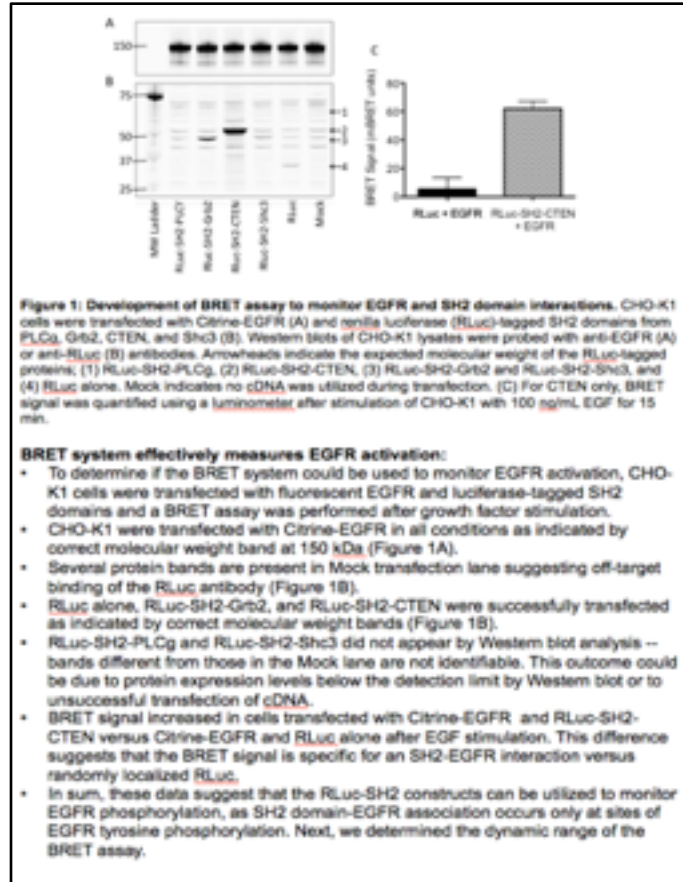 A
150
B
75
50
37
25
1
2
3
4
MW Ladder
RLuc-SH2-PLCγ
RLuc-SH2-Grb2
RLuc-SH2-CTEN
RLuc-SH2-Shc3
RLuc
Mock
C
BRET Signal (mBRET units)
80
60
40
20
0
RLuc + EGFR
RLuc-SH2-CTEN
+ EGFR
Figure 1: Development of BRET assay to monitor EGFR and SH2 domain interactions. CHO-K1
cells were transfected with Citrine-EGFR (A) and renilla luciferase (RLuc)-tagged SH2 domains from
PLCg, Grb2, CTEN, and Shc3 (B). Western blots of CHO-K1 lysates were probed with anti-EGFR (A)
or anti-RLuc (B) antibodies. Arrowheads indicate the expected molecular weight of the RLuc-tagged
proteins; (1) RLuc-SH2-PLCg, (2) RLuc-SH2-CTEN, (3) RLuc-SH2-Grb2 and RLuc-SH2-Shc3, and
(4) RLuc alone. Mock indicates no cDNA was utilized during transfection. (C) For CTEN only, BRET
signal was quantified using a luminometer after stimulation of CHO-K1 with 100 ng/mL EGF for 15
min.
BRET system effectively measures EGFR activation:
• To determine if the BRET system could be used to monitor EGFR activation, CHO-
K1 cells were transfected with fluorescent EGFR and luciferase-tagged SH2
domains and a BRET assay was performed after growth factor stimulation.
• CHO-K1 were transfected with Citrine-EGFR in all conditions as indicated by
correct molecular weight band at 150 kDa (Figure 1A).
• Several protein bands are present in Mock transfection lane suggesting off-target
binding of the RLuc antibody (Figure 1B).
• RLuc alone, RLuc-SH2-Grb2, and RLuc-SH2-CTEN were successfully transfected
as indicated by correct molecular weight bands (Figure 1B).
• RLuc-SH2-PLCg and RLuc-SH2-Shc3 did not appear by Western blot analysis --
bands different from those in the Mock lane are not identifiable. This outcome could
be due to protein expression levels below the detection limit by Western blot or to
unsuccessful transfection of cDNA.
• BRET signal increased in cells transfected with Citrine-EGFR and RLuc-SH2-
CTEN versus Citrine-EGFR and RLuc alone after EGF stimulation. This difference
suggests that the BRET signal is specific for an SH2-EGFR interaction versus
randomly localized RLuc.
• In sum, these data suggest that the RLuc-SH2 constructs can be utilized to monitor
EGFR phosphorylation, as SH2 domain-EGFR association occurs only at sites of
EGFR tyrosine phosphorylation. Next, we determined the dynamic range of the
BRET assay.